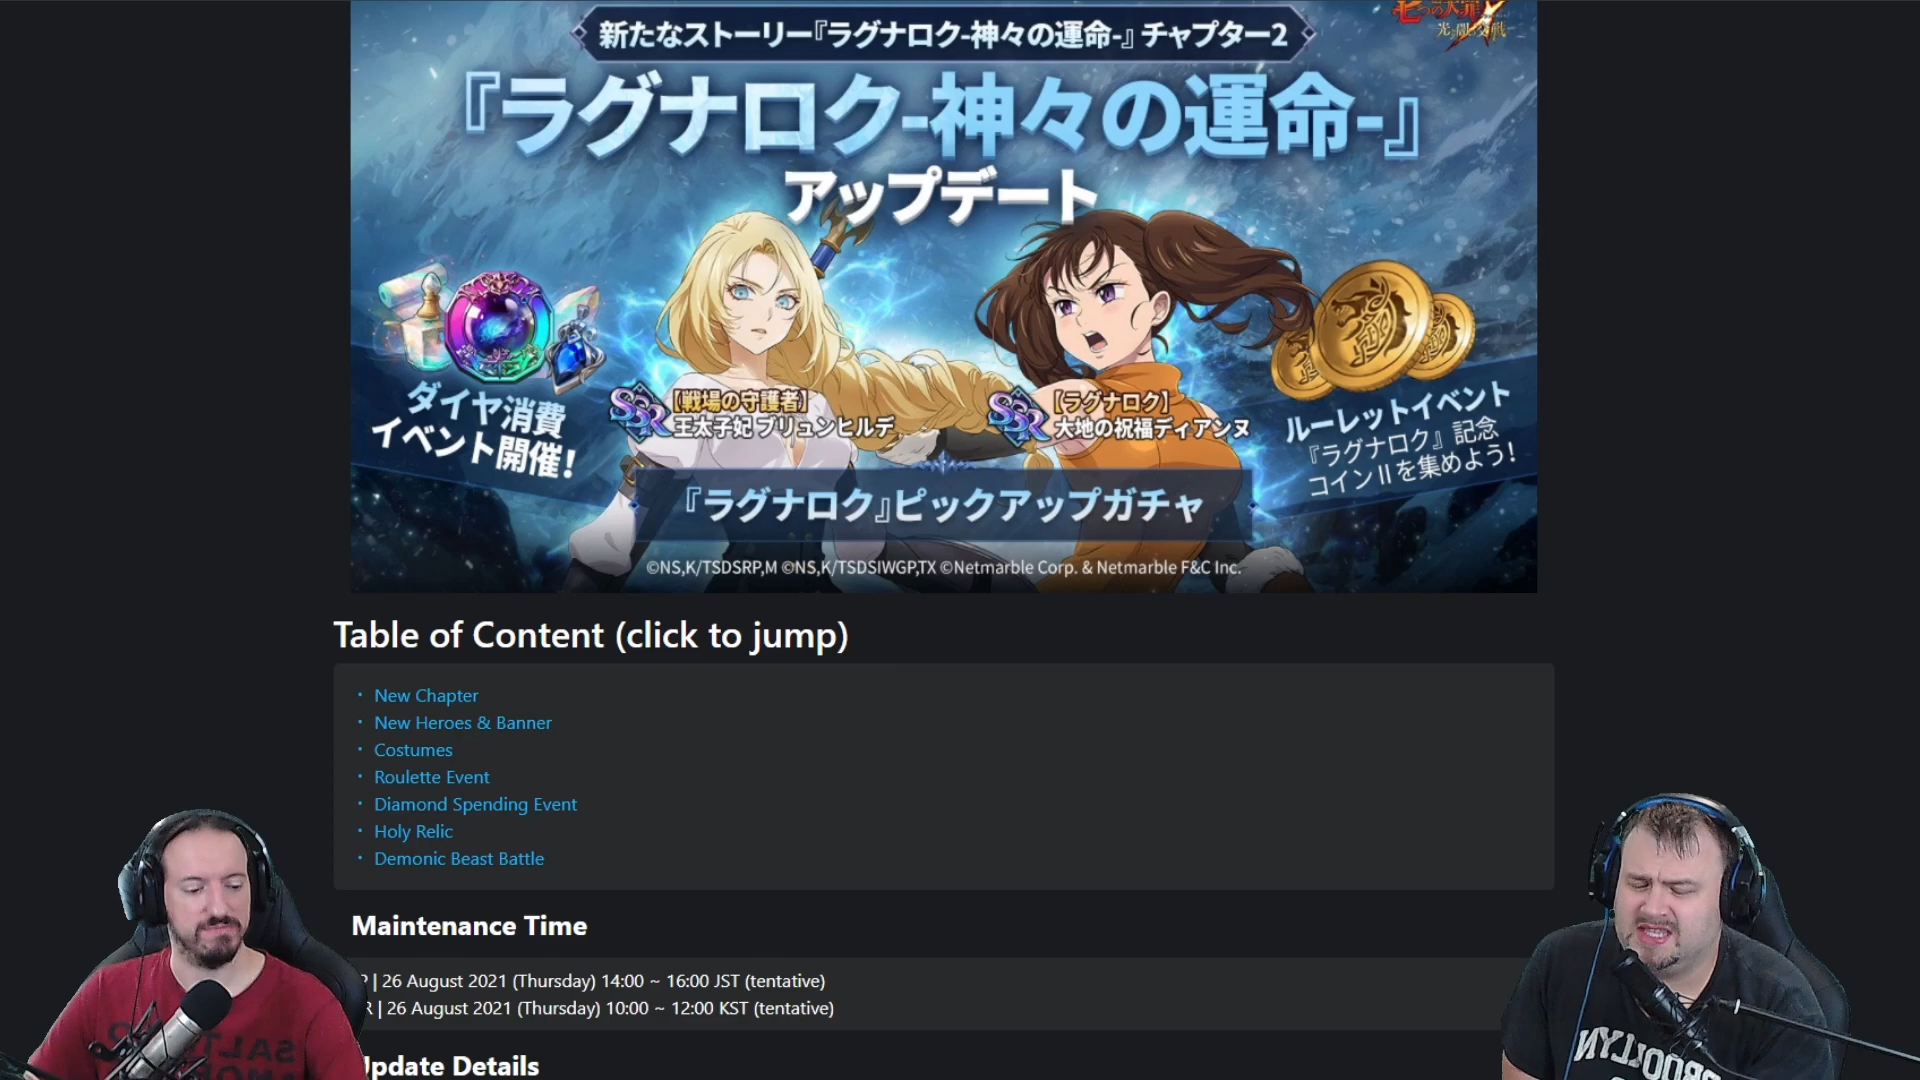 新たなストーリー『ラグナロク-神々の運命-』チャプター2
『ラグナロク-神々の運命-』
アップデート
ダイヤ消費
イベント開催!
SSR
【戦場の守護者】
王太子妃 ブリュンヒルデ
SSR
【ラグナロク】
大地の祝福ディアンヌ
ルーレットイベント
『ラグナロク』記念
コインⅡを集めよう!
『ラグナロク』ピックアップガチャ
©NS,K/TSDSRP,M ©NS,K/TSDSIWGP,TX ©Netmarble Corp. & Netmarble F&C Inc.
Table of Content (click to jump)
· New Chapter
· New Heroes & Banner
· Costumes
· Roulette Event
· Diamond Spending Event
· Holy Relic
· Demonic Beast Battle
Maintenance Time
| 26 August 2021 (Thursday) 14:00 ~ 16:00 JST (tentative)
R | 26 August 2021 (Thursday) 10:00 ~ 12:00 KST (tentative)
Update Details
BROOKLYN